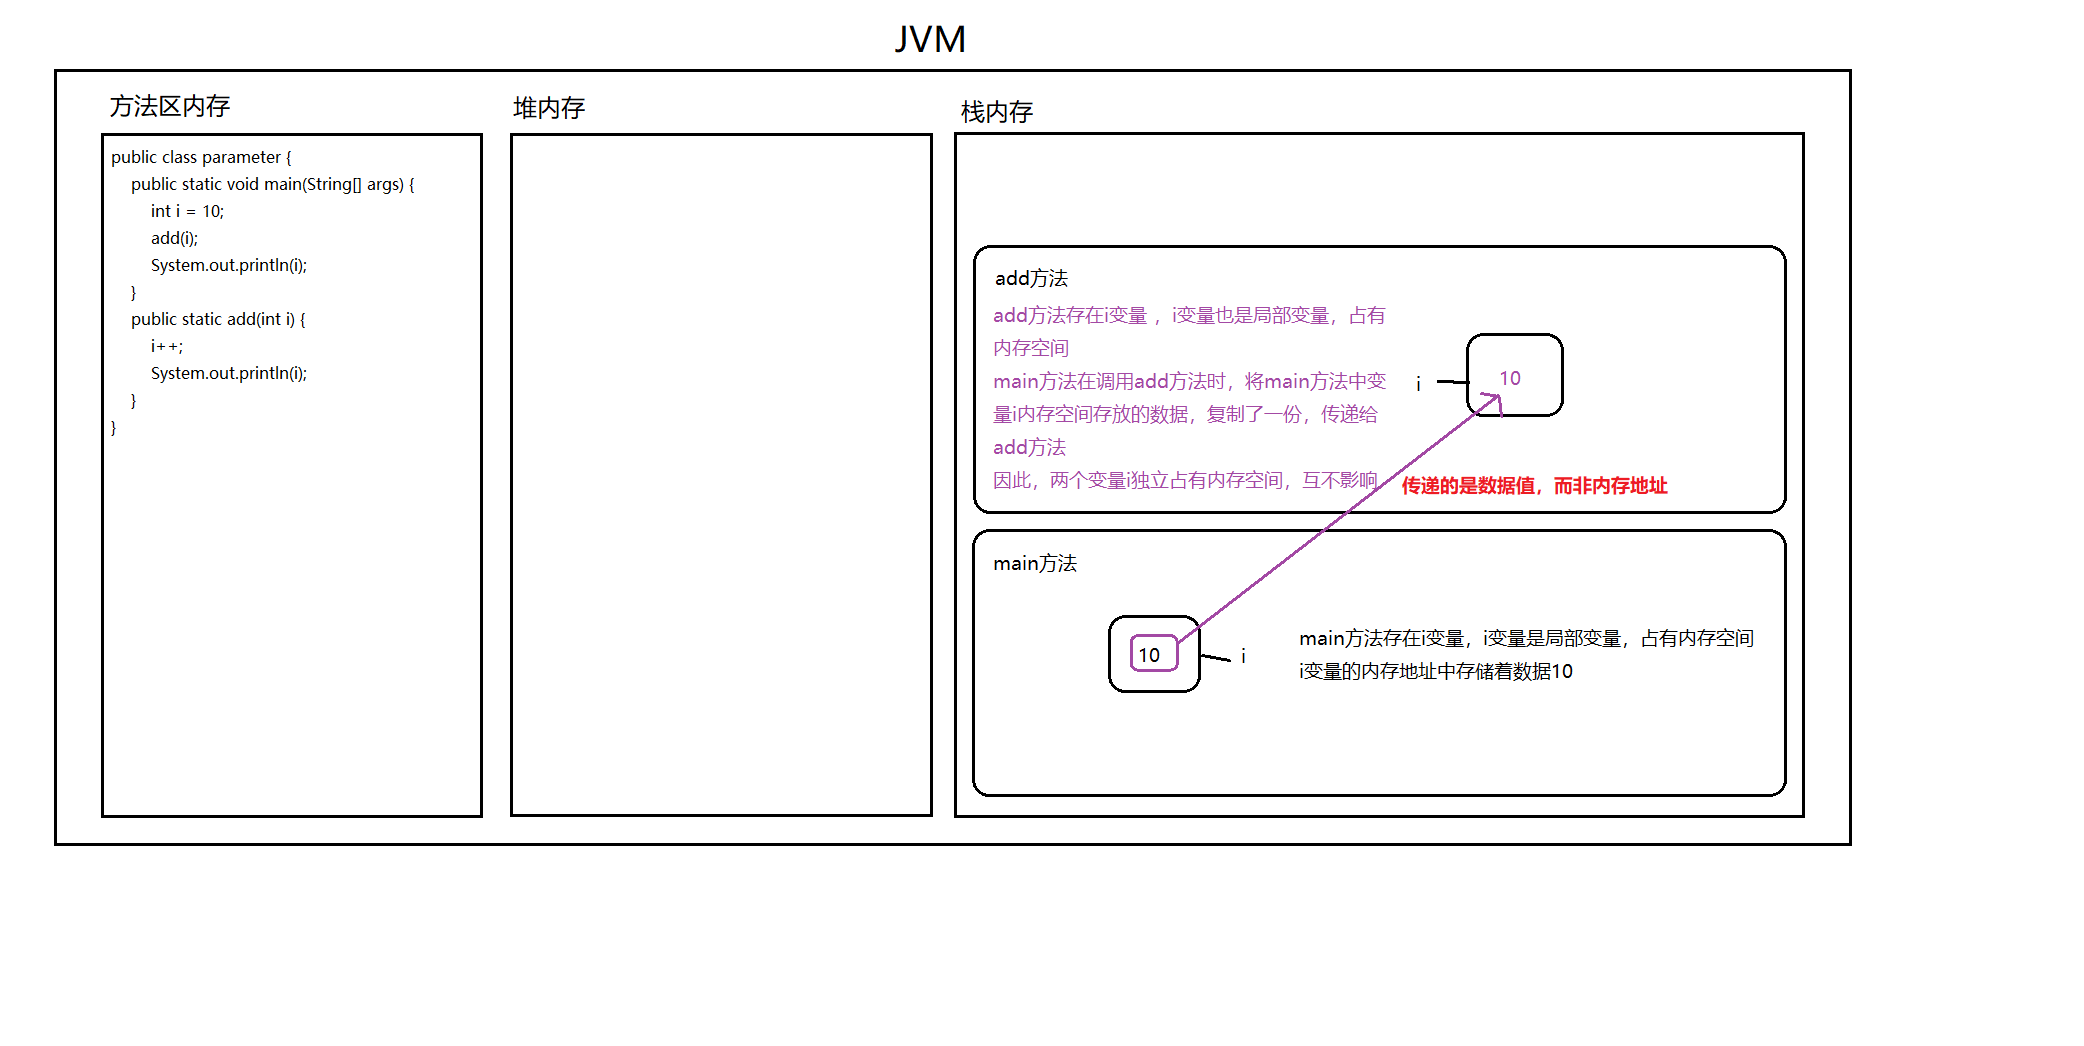 JVM
方法区内存
public class parameter {
public static void main(String[] args) {
int i = 10;
add(i);
System.out.println(i);
}
public static add(int i) {
i++;
System.out.println(i);
}
}
堆内存
栈内存
add方法
add方法存在i变量 ，i变量也是局部变量，占有
内存空间
main方法在调用add方法时，将main方法中变
量i内存空间存放的数据，复制了一份，传递给
add方法
因此，两个变量i独立占有内存空间，互不影响
i
10
传递的是数据值，而非内存地址
main方法
10
i
main方法存在i变量，i变量是局部变量，占有内存空间
i变量的内存地址中存储着数据10